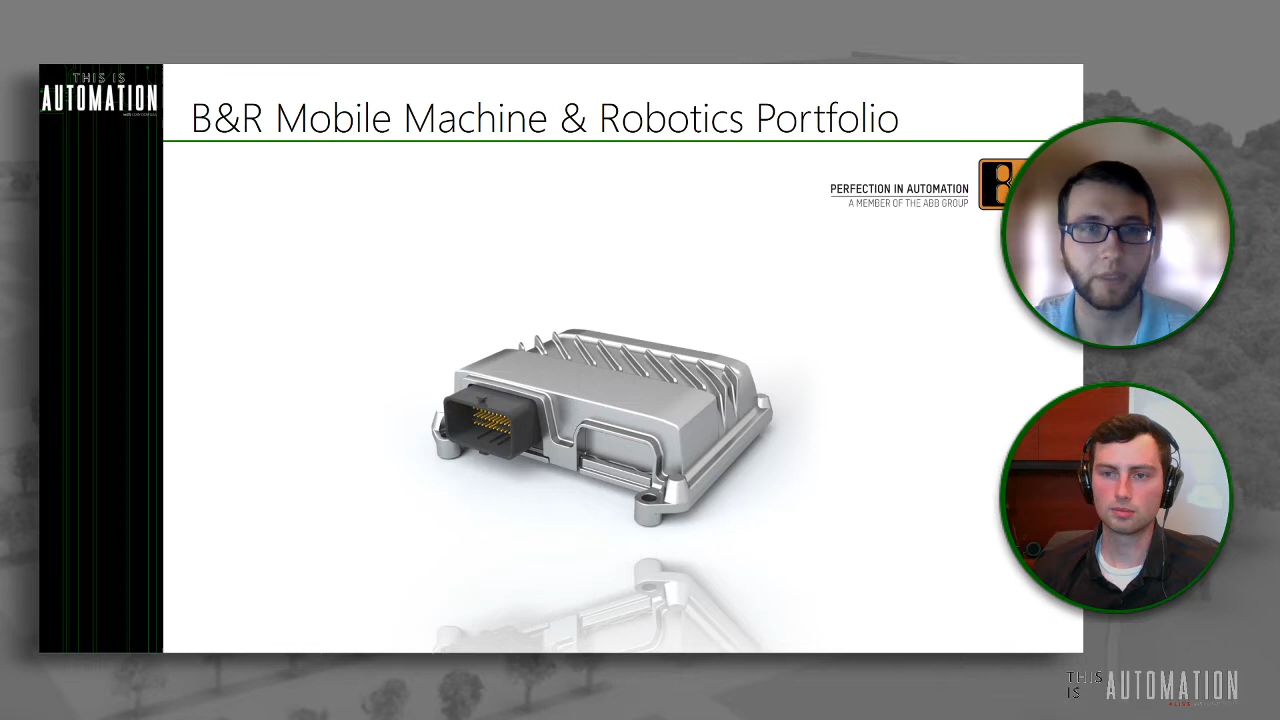 THIS IS
AUTOMATION
B&R Mobile Machine & Robotics Portfolio
PERFECTION IN AUTOMATION
A MEMBER OF THE ABB GROUP
THIS
IS
AUTOMATION